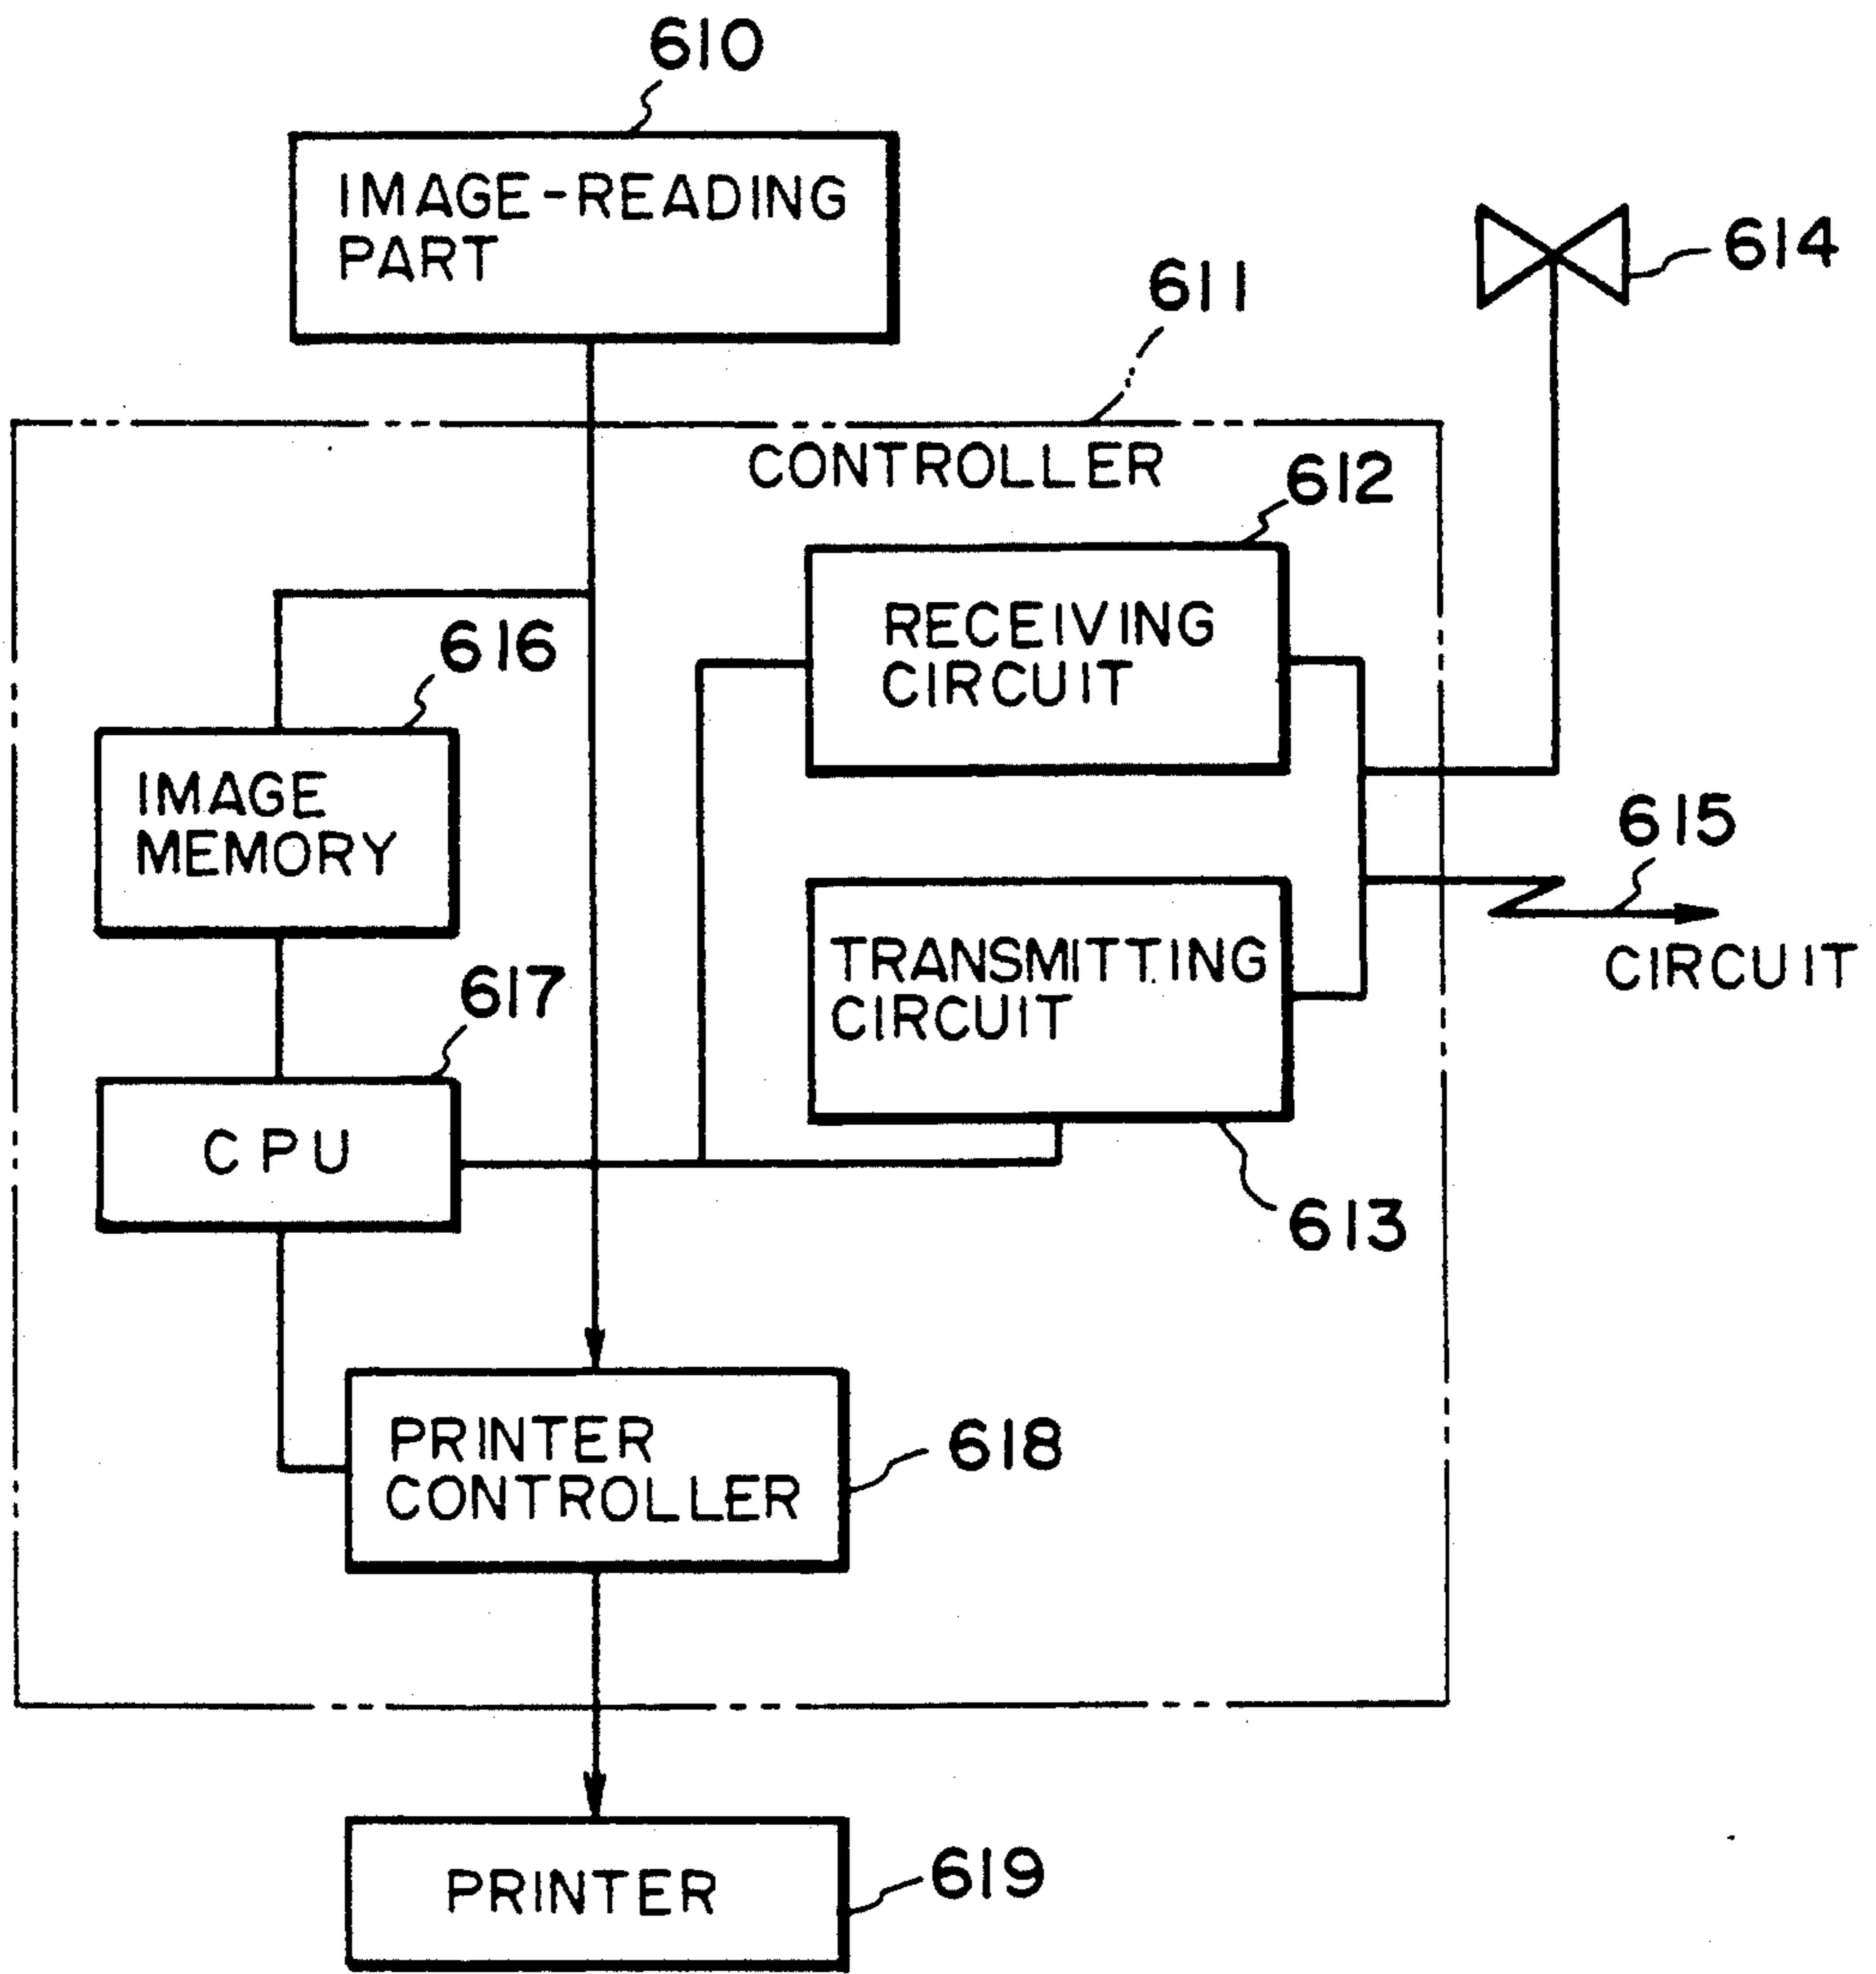 610
IMAGE-READING
PART
614
611
CONTROLLER
612
RECEIVING
CIRCUIT
616
IMAGE
MEMORY
615
CIRCUIT
TRANSMITTING
CIRCUIT
617
CPU
613
PRINTER
CONTROLLER
618
PRINTER
619